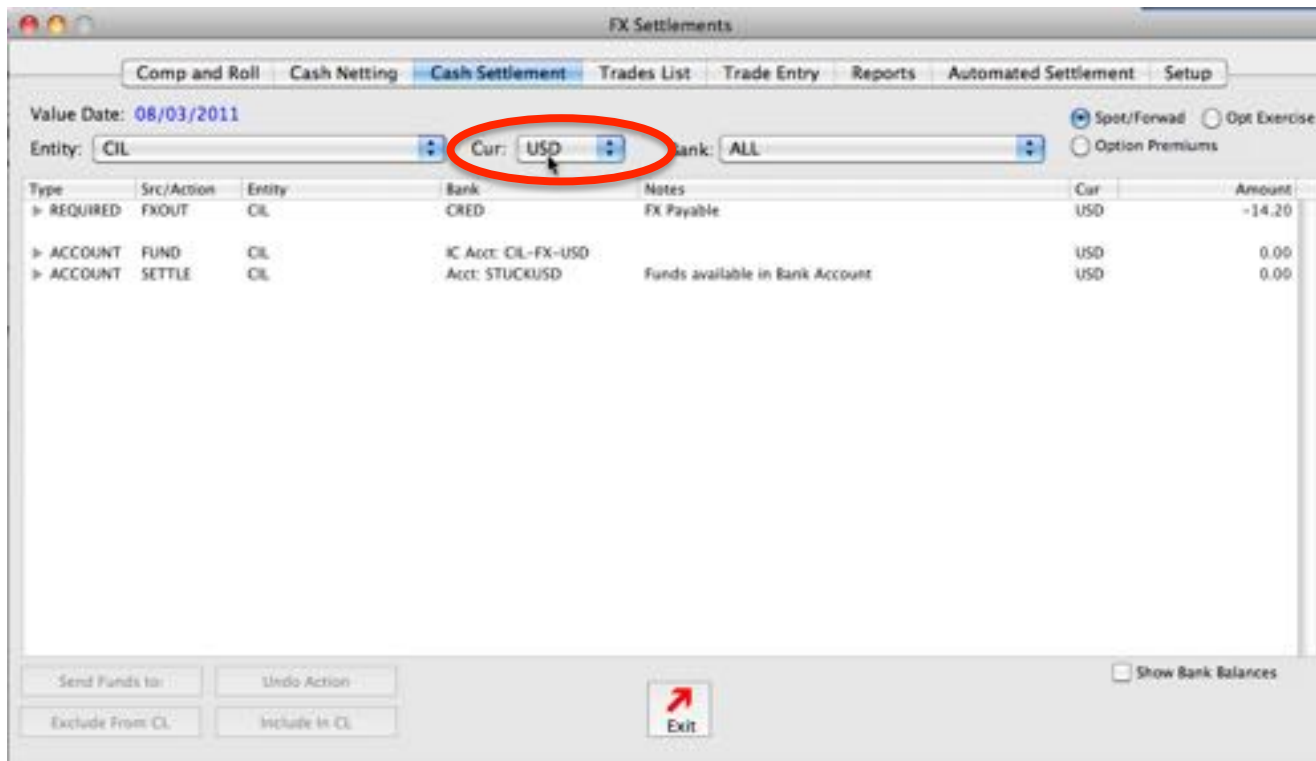 FX Settlements
Comp and Roll Cash Netting Cash Settlement Trades List Trade Entry Reports Automated Settlement Setup
Value Date: 08/03/2011 Spot/Forwad Opt Exercise
Entity: CIL Cur: USD Bank: ALL Option Premiums
Type Src/Action Entity Bank Notes Cur Amount
REQUIRED FXOUT CIL CRED FX Payable USD -14.20
ACCOUNT FUND CIL IC Acct: CIL-FX-USD USD 0.00
ACCOUNT SETTLE CIL Acct: STUCKUSD Funds available in Bank Account USD 0.00
Send Funds to: Undo Action Show Bank Balances
Exclude From CL Include In CL Exit